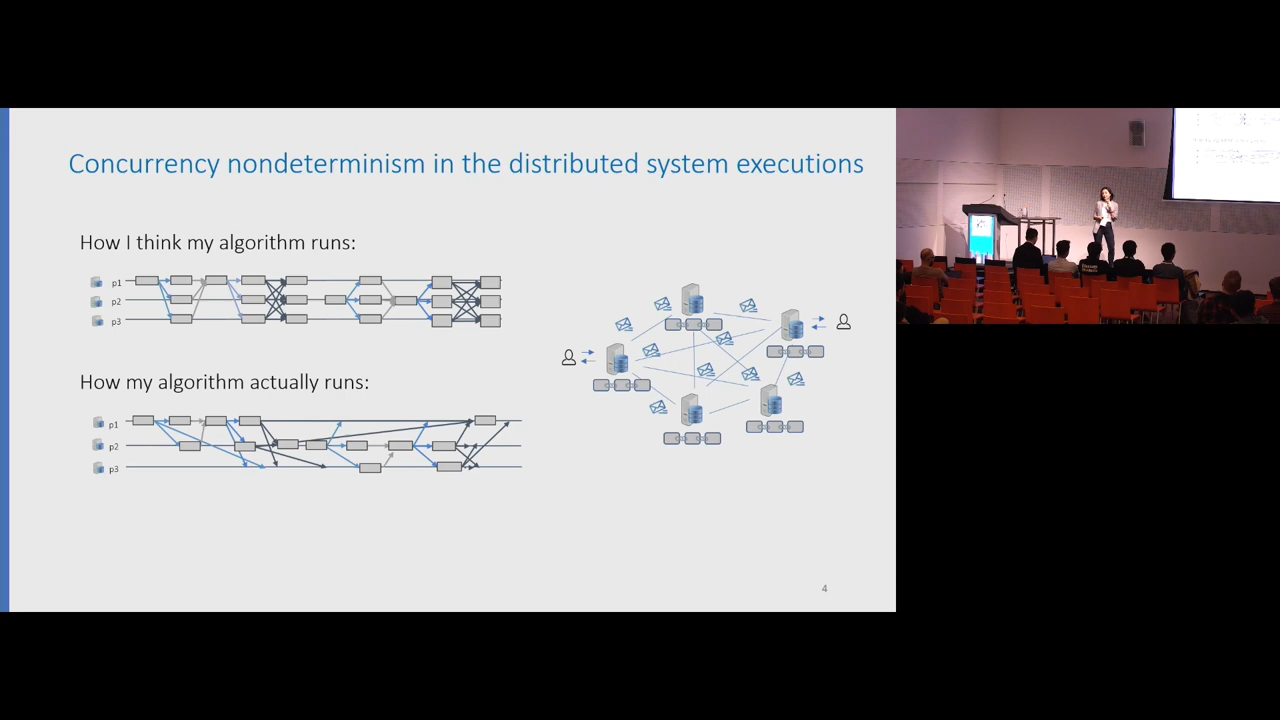 Concurrency nondeterminism in the distributed system executions
How I think my algorithm runs:
p1
p2
p3
How my algorithm actually runs:
p1
p2
p3
4